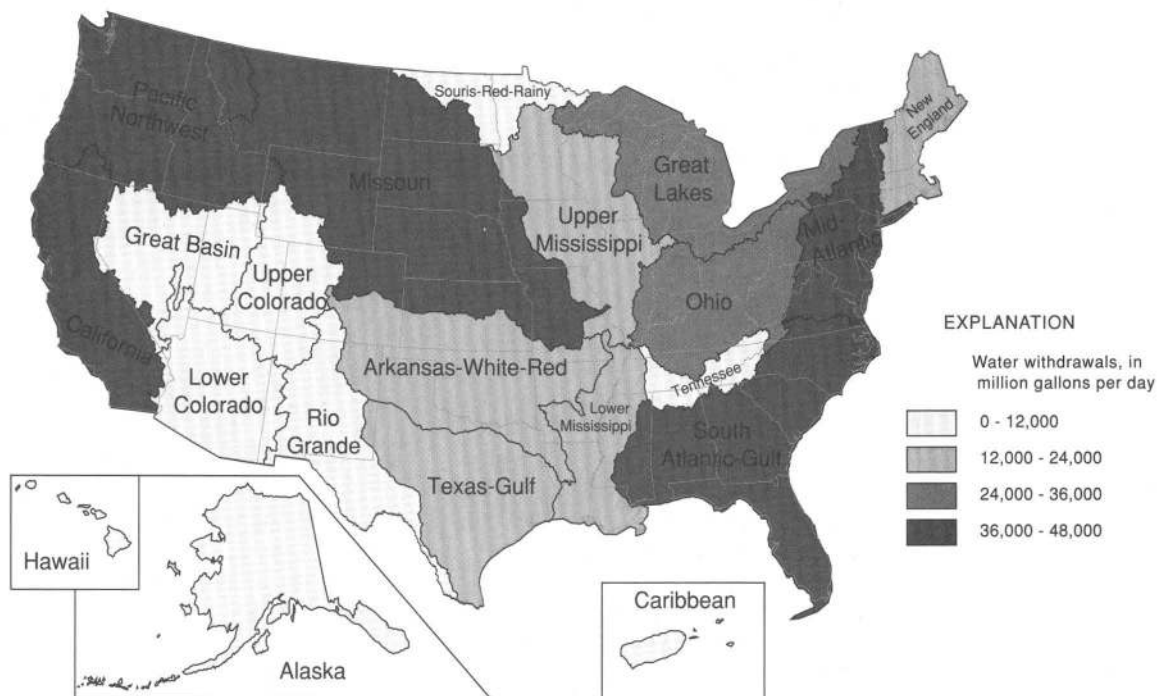 Souris-Red-Rainy
New
England
Pacific
Northwest
Missouri
Great
Lakes
Upper
Mississippi
Great Basin
Upper
Colorado
Mid-
Atlantic
Ohio
California
EXPLANATION
Water withdrawals, in
million gallons per day
Arkansas-White-Red
Tennessee
Lower
Colorado
Rio
Grande
Lower
Mississippi
South
Atlantic-Gulf
Texas-Gulf
0 - 12,000
12,000 - 24,000
24,000 - 36,000
36,000 - 48,000
Hawaii
Alaska
Caribbean